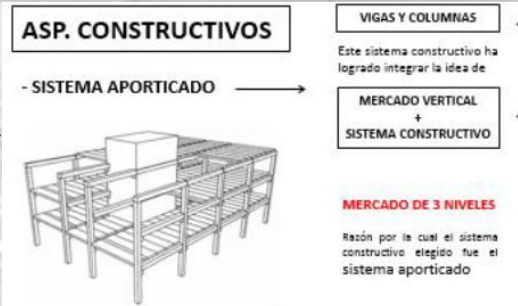 ASP. CONSTRUCTIVOS
- SISTEMA APORTICADO
VIGAS Y COLUMNAS
Este sistema constructivo ha
logrado integrar la idea de
MERCADO VERTICAL
+
SISTEMA CONSTRUCTIVO
MERCADO DE 3 NIVELES
Razón por la cual el sistema
constructivo elegido fue el
sistema aporticado